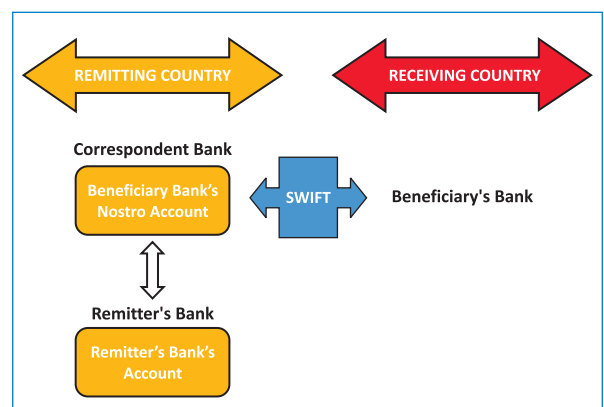 REMITTING COUNTRY
RECEIVING COUNTRY
Correspondent Bank
Beneficiary Bank’s
Nostro Account
SWIFT
Beneficiary's Bank
Remitter's Bank
Remitter’s Bank’s
Account